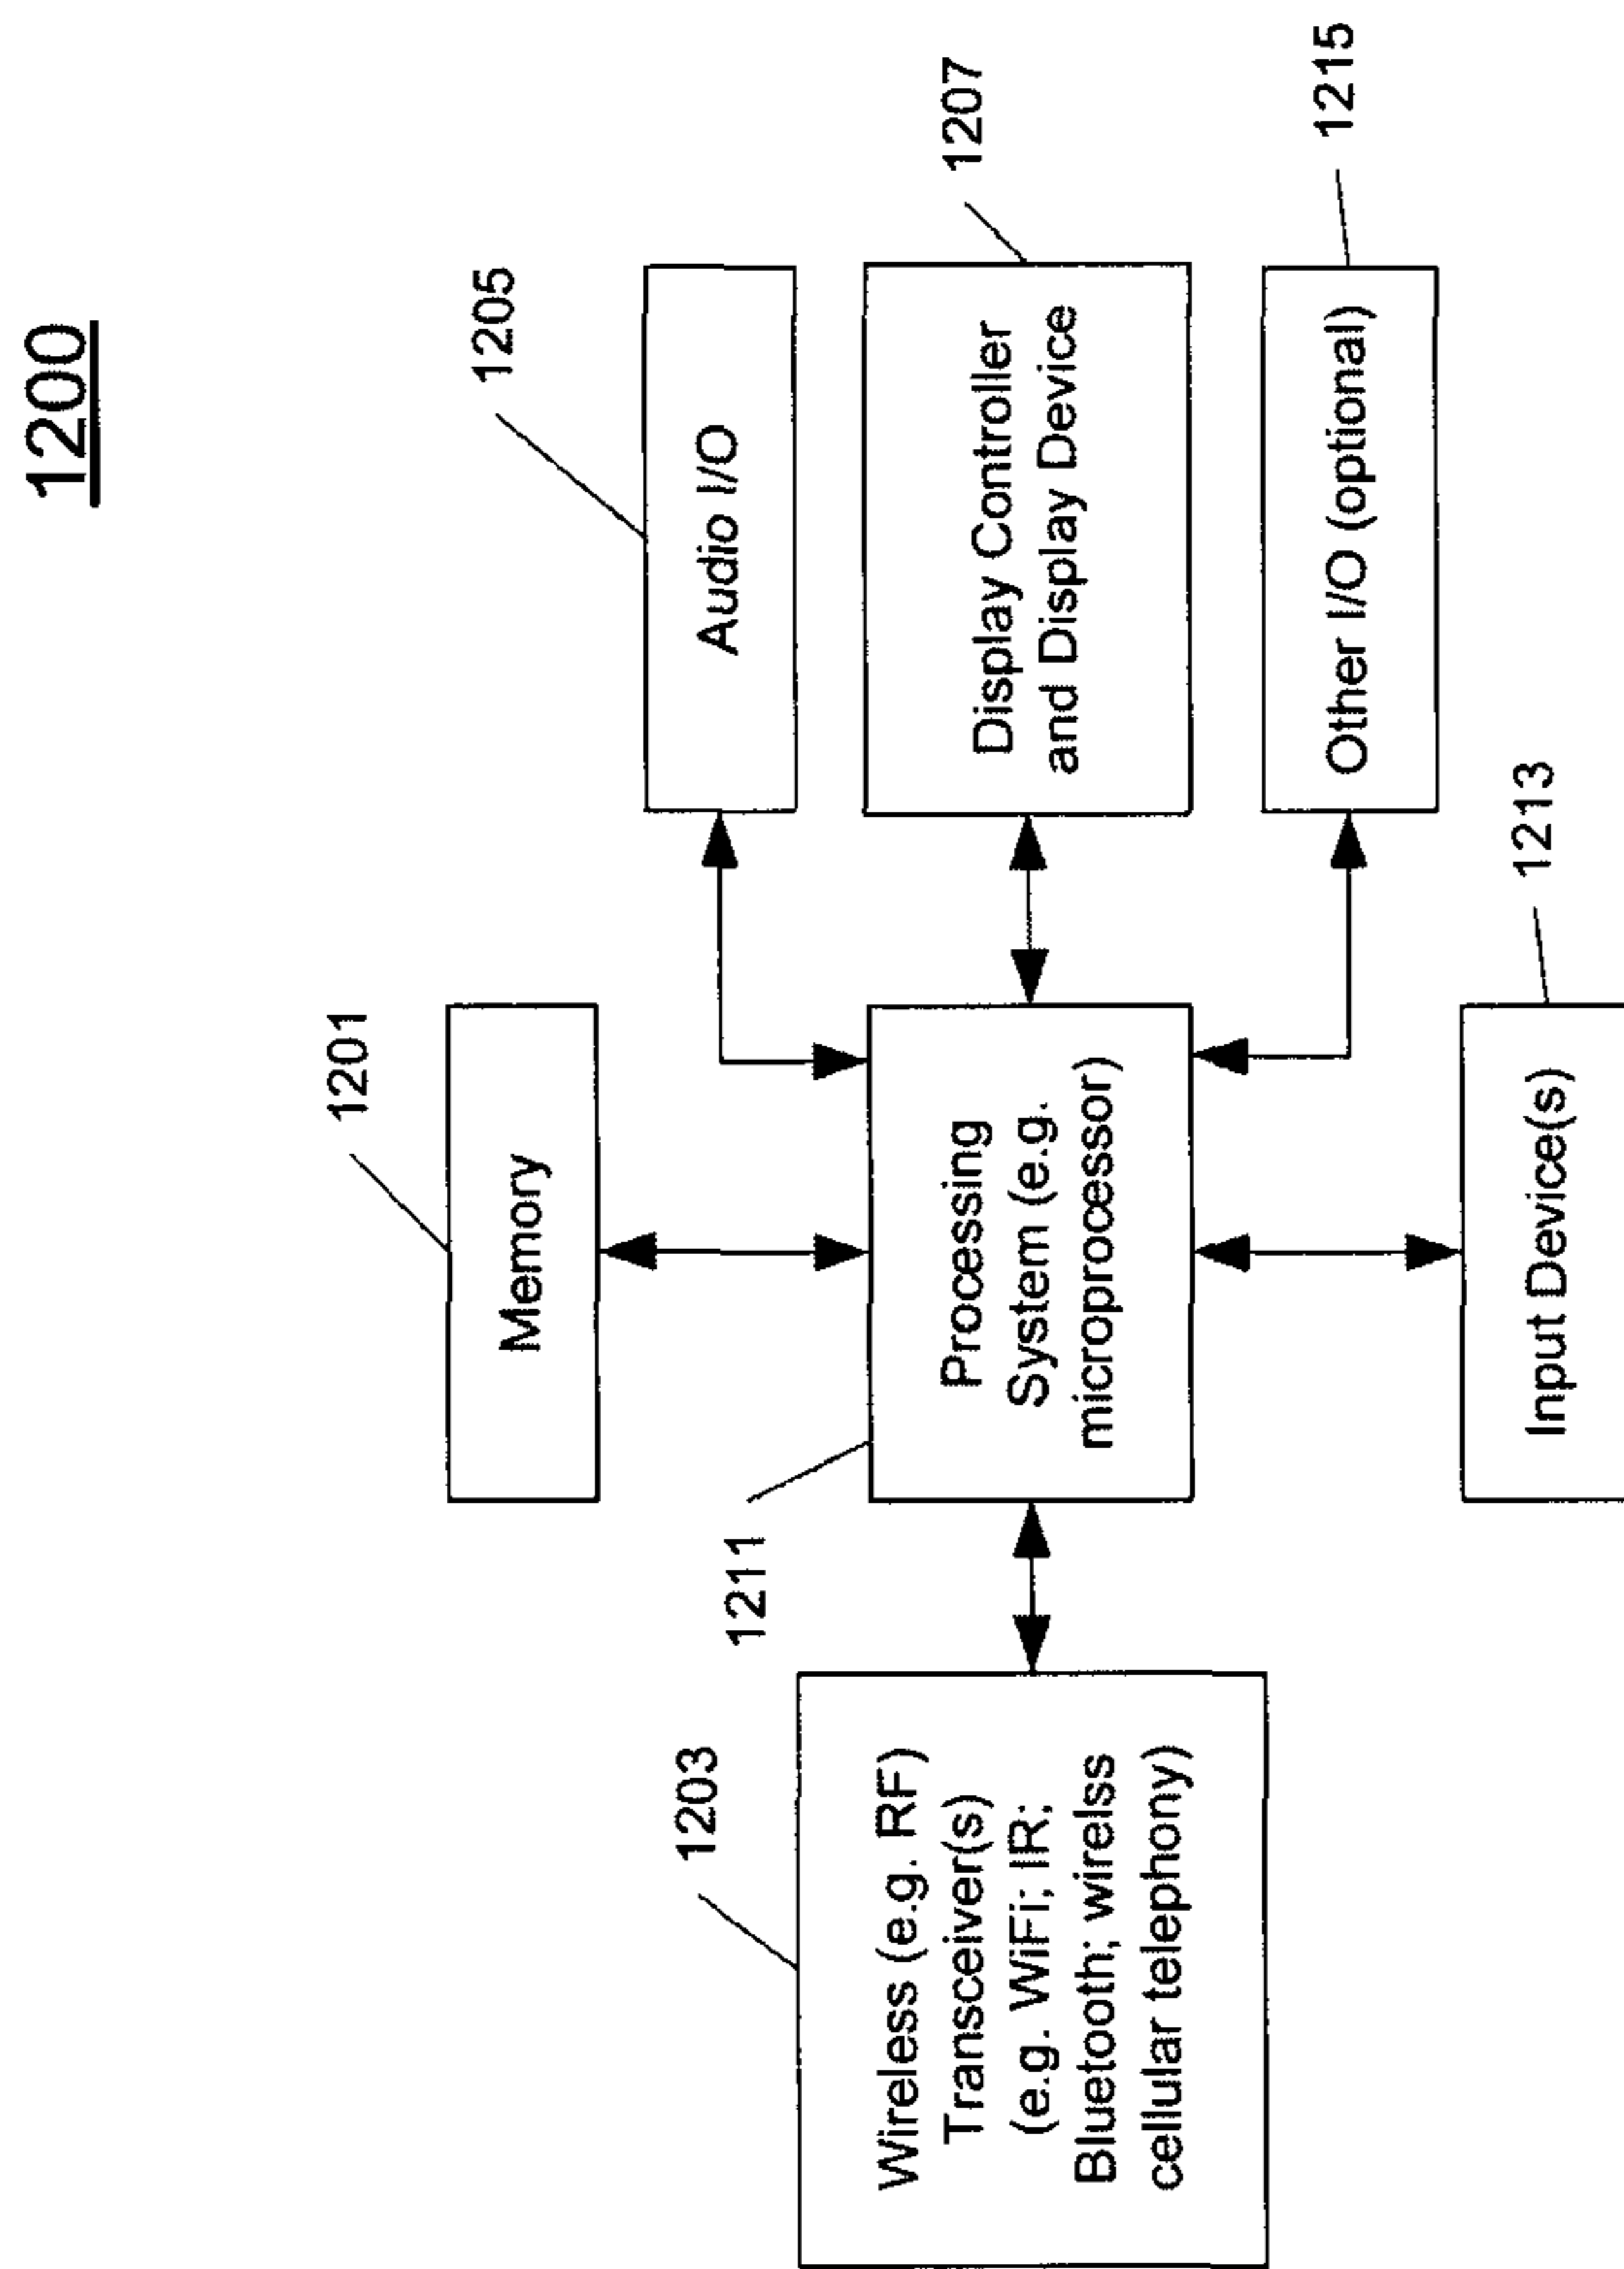 1200
1201
Memory
1205
Audio I/O
1203
Wireless (e.g. RF)
Transceiver(s)
(e.g. WiFi; IR;
Bluetooth; wirelss
cellular telephony)
1211
Processing
System (e.g.
microprocessor)
1207
Display Controller
and Display Device
1215
Other I/O (optional)
1213
Input Device(s)